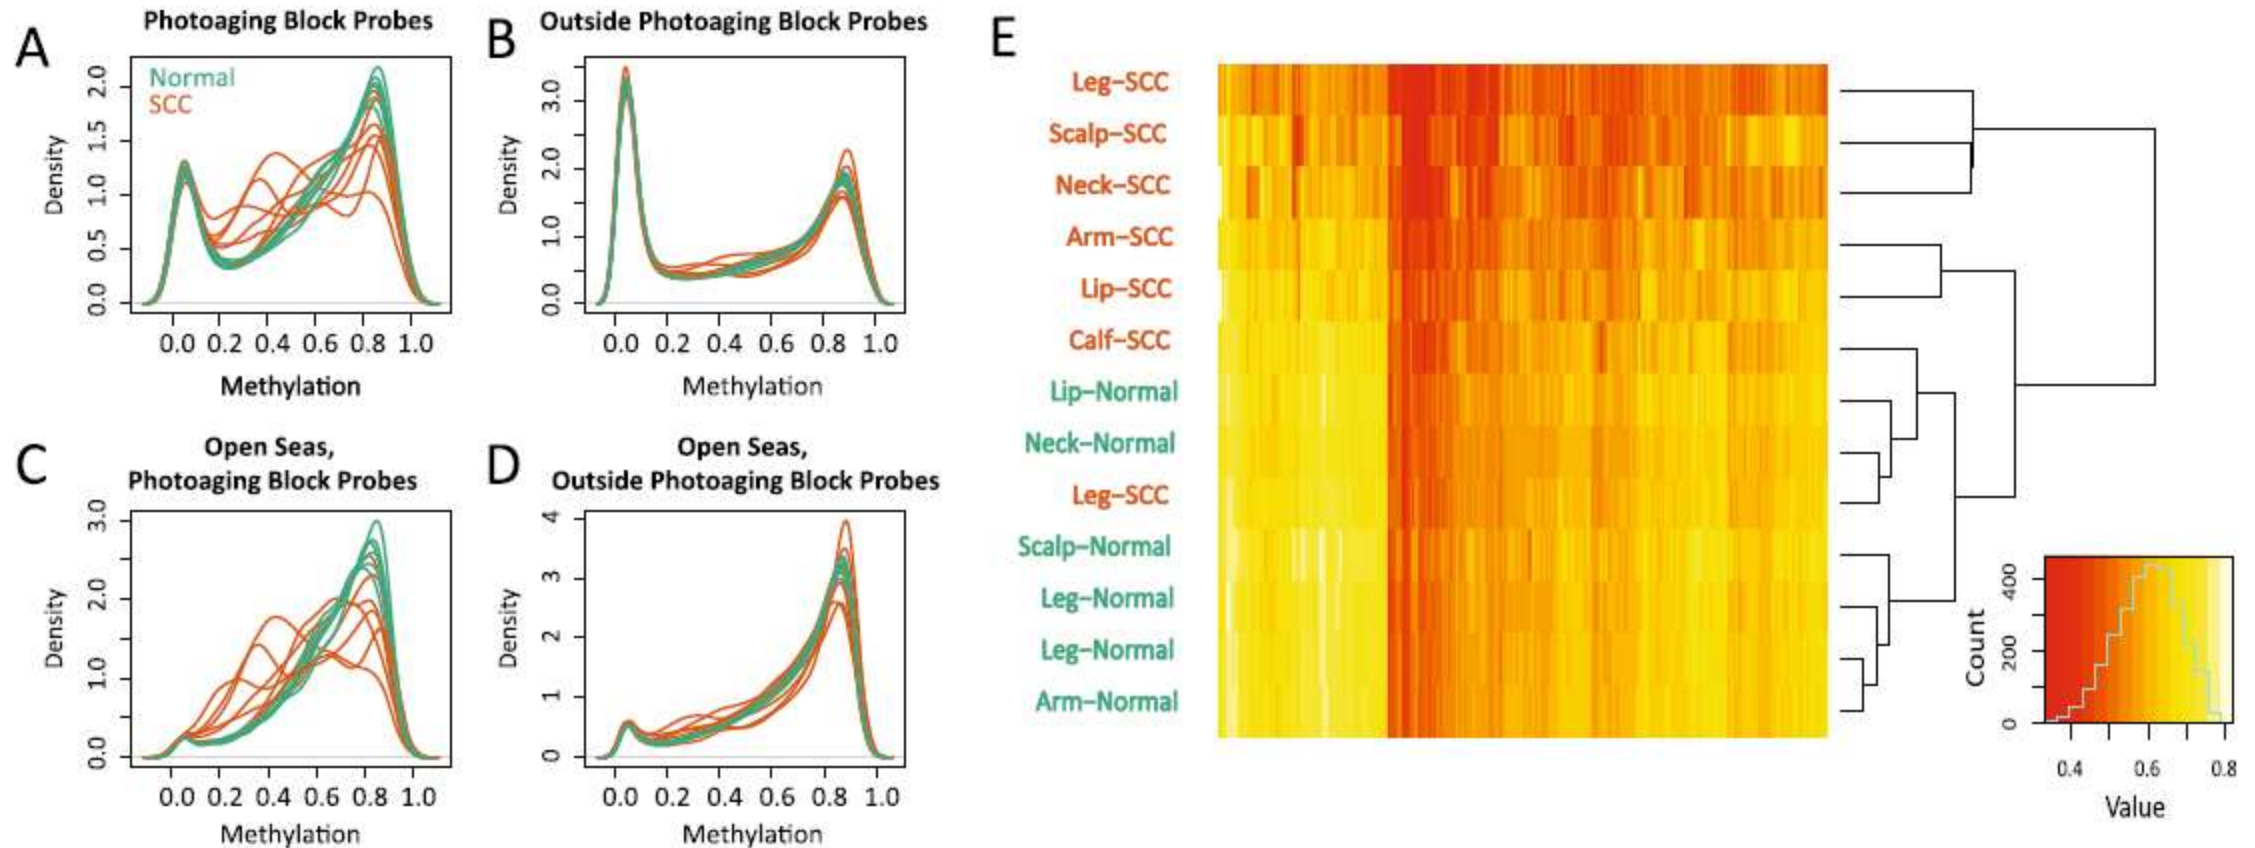 A
Photoaging Block Probes
Normal
SCC
Density
0.0 0.5 1.0 1.5 2.0
0.0 0.2 0.4 0.6 0.8 1.0
Methylation
B
Outside Photoaging Block Probes
Density
0.0 1.0 2.0 3.0
0.0 0.2 0.4 0.6 0.8 1.0
Methylation
C
Open Seas,
Photoaging Block Probes
Density
0.0 1.0 2.0 3.0
0.0 0.2 0.4 0.6 0.8 1.0
Methylation
D
Open Seas,
Outside Photoaging Block Probes
Density
0 1 2 3 4
0.0 0.2 0.4 0.6 0.8 1.0
Methylation
E
Leg–SCC
Scalp–SCC
Neck–SCC
Arm–SCC
Lip–SCC
Calf–SCC
Lip–Normal
Neck–Normal
Leg–SCC
Scalp–Normal
Leg–Normal
Leg–Normal
Arm–Normal
Count
0 200 400
0.4 0.6 0.8
Value